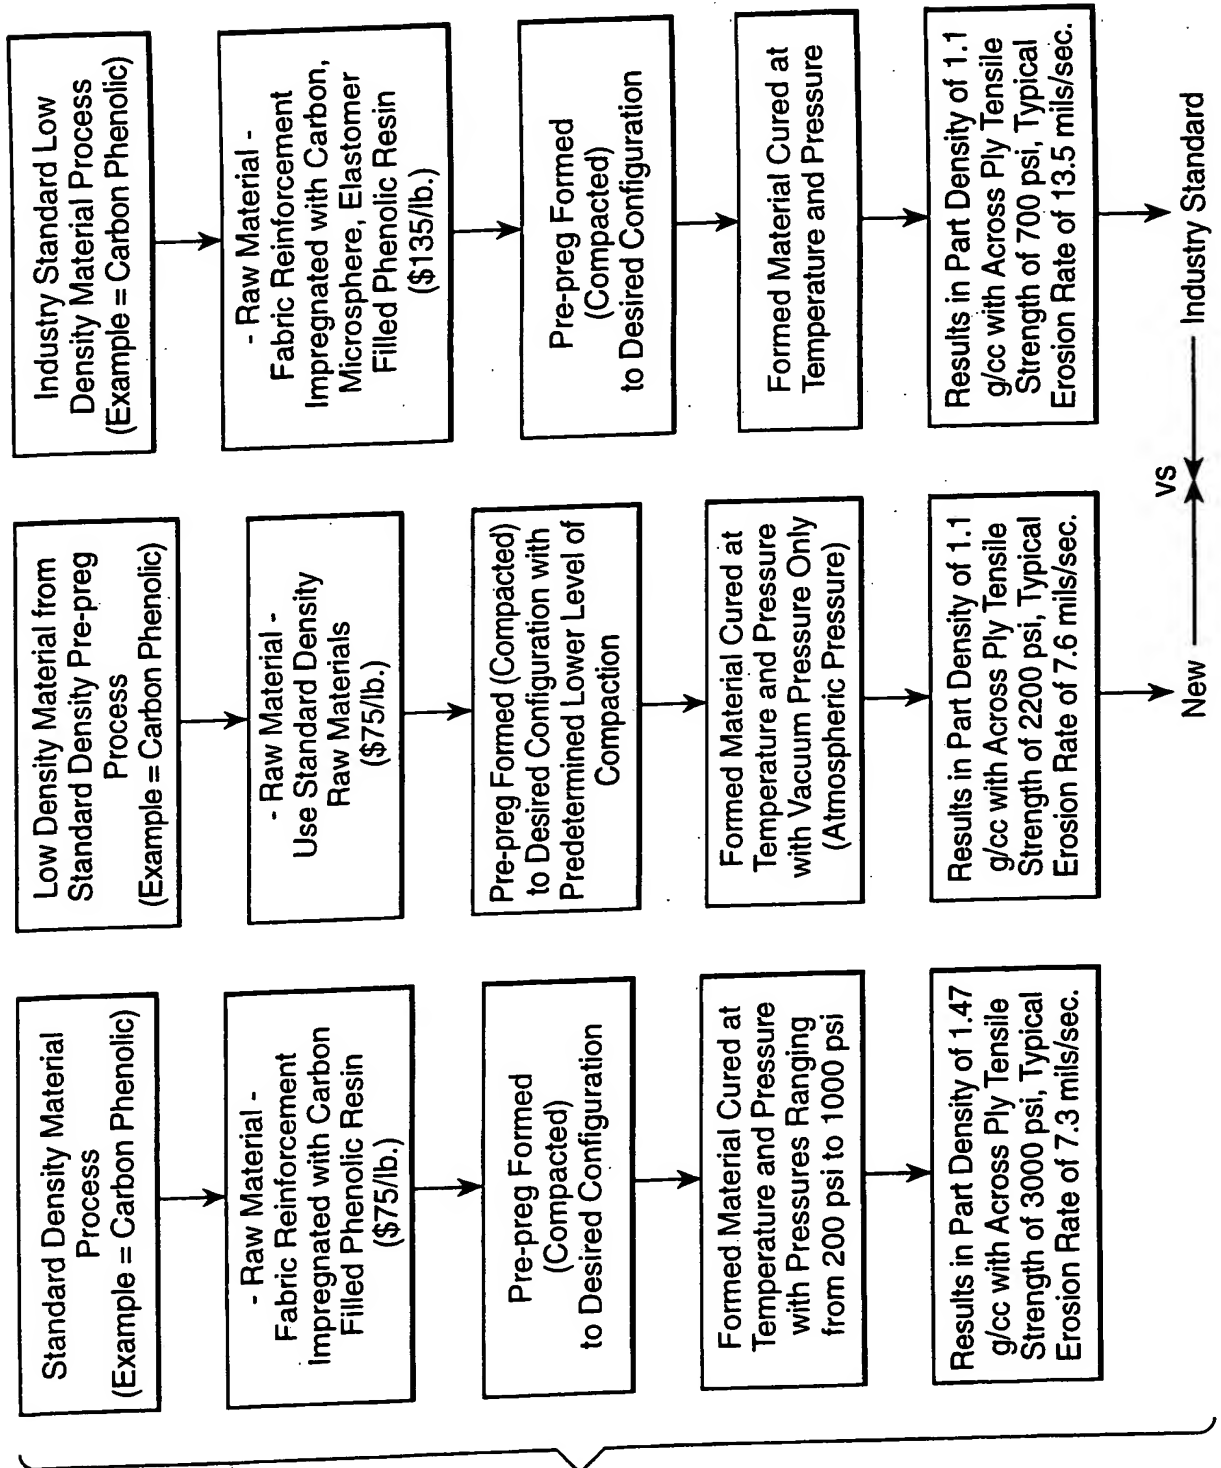 Standard Density Material
Process
(Example = Carbon Phenolic)
- Raw Material -
Fabric Reinforcement
Impregnated with Carbon
Filled Phenolic Resin
($75/lb.)
Pre-preg Formed
(Compacted)
to Desired Configuration
Formed Material Cured at
Temperature and Pressure
with Pressures Ranging
from 200 psi to 1000 psi
Results in Part Density of 1.47
g/cc with Across Ply Tensile
Strength of 3000 psi, Typical
Erosion Rate of 7.3 mils/sec.
Low Density Material from
Standard Density Pre-preg
Process
(Example = Carbon Phenolic)
- Raw Material -
Use Standard Density
Raw Materials
($75/lb.)
Pre-preg Formed (Compacted)
to Desired Configuration with
Predetermined Lower Level of
Compaction
Formed Material Cured at
Temperature and Pressure
with Vacuum Pressure Only
(Atmospheric Pressure)
Results in Part Density of 1.1
g/cc with Across Ply Tensile
Strength of 2200 psi, Typical
Erosion Rate of 7.6 mils/sec.
Industry Standard Low
Density Material Process
(Example = Carbon Phenolic)
- Raw Material -
Fabric Reinforcement
Impregnated with Carbon,
Microsphere, Elastomer
Filled Phenolic Resin
($135/lb.)
Pre-preg Formed
(Compacted)
to Desired Configuration
Formed Material Cured at
Temperature and Pressure
Results in Part Density of 1.1
g/cc with Across Ply Tensile
Strength of 700 psi, Typical
Erosion Rate of 13.5 mils/sec.
New
vs
Industry Standard